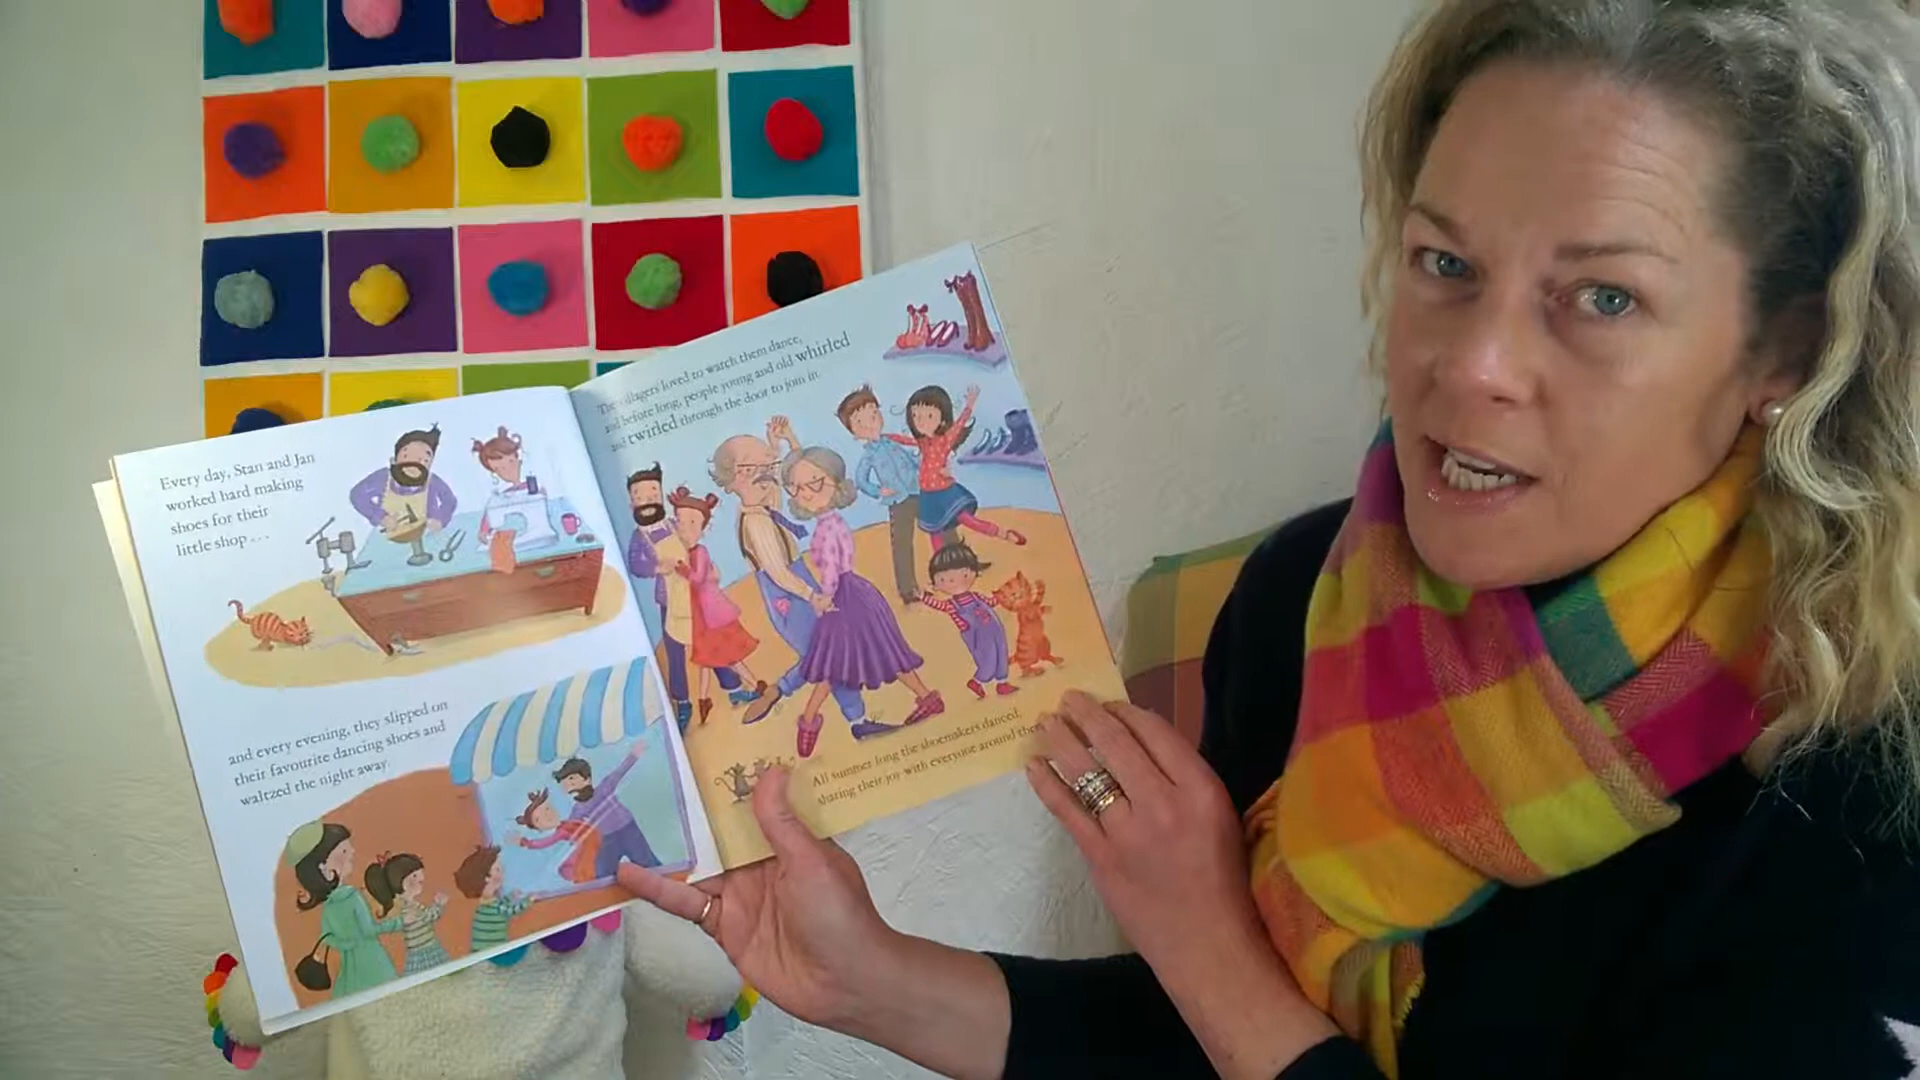 Every day, Stan and Jan
worked hard making
shoes for their
little shop...
and every evening, they slipped on
their favourite dancing shoes and
waltzed the night away.
The villagers loved to watch them dance,
and before long, people young and old whirled
and twirled through the door to join in.
All summer long the shoemakers danced,
sharing their joy with everyone around them